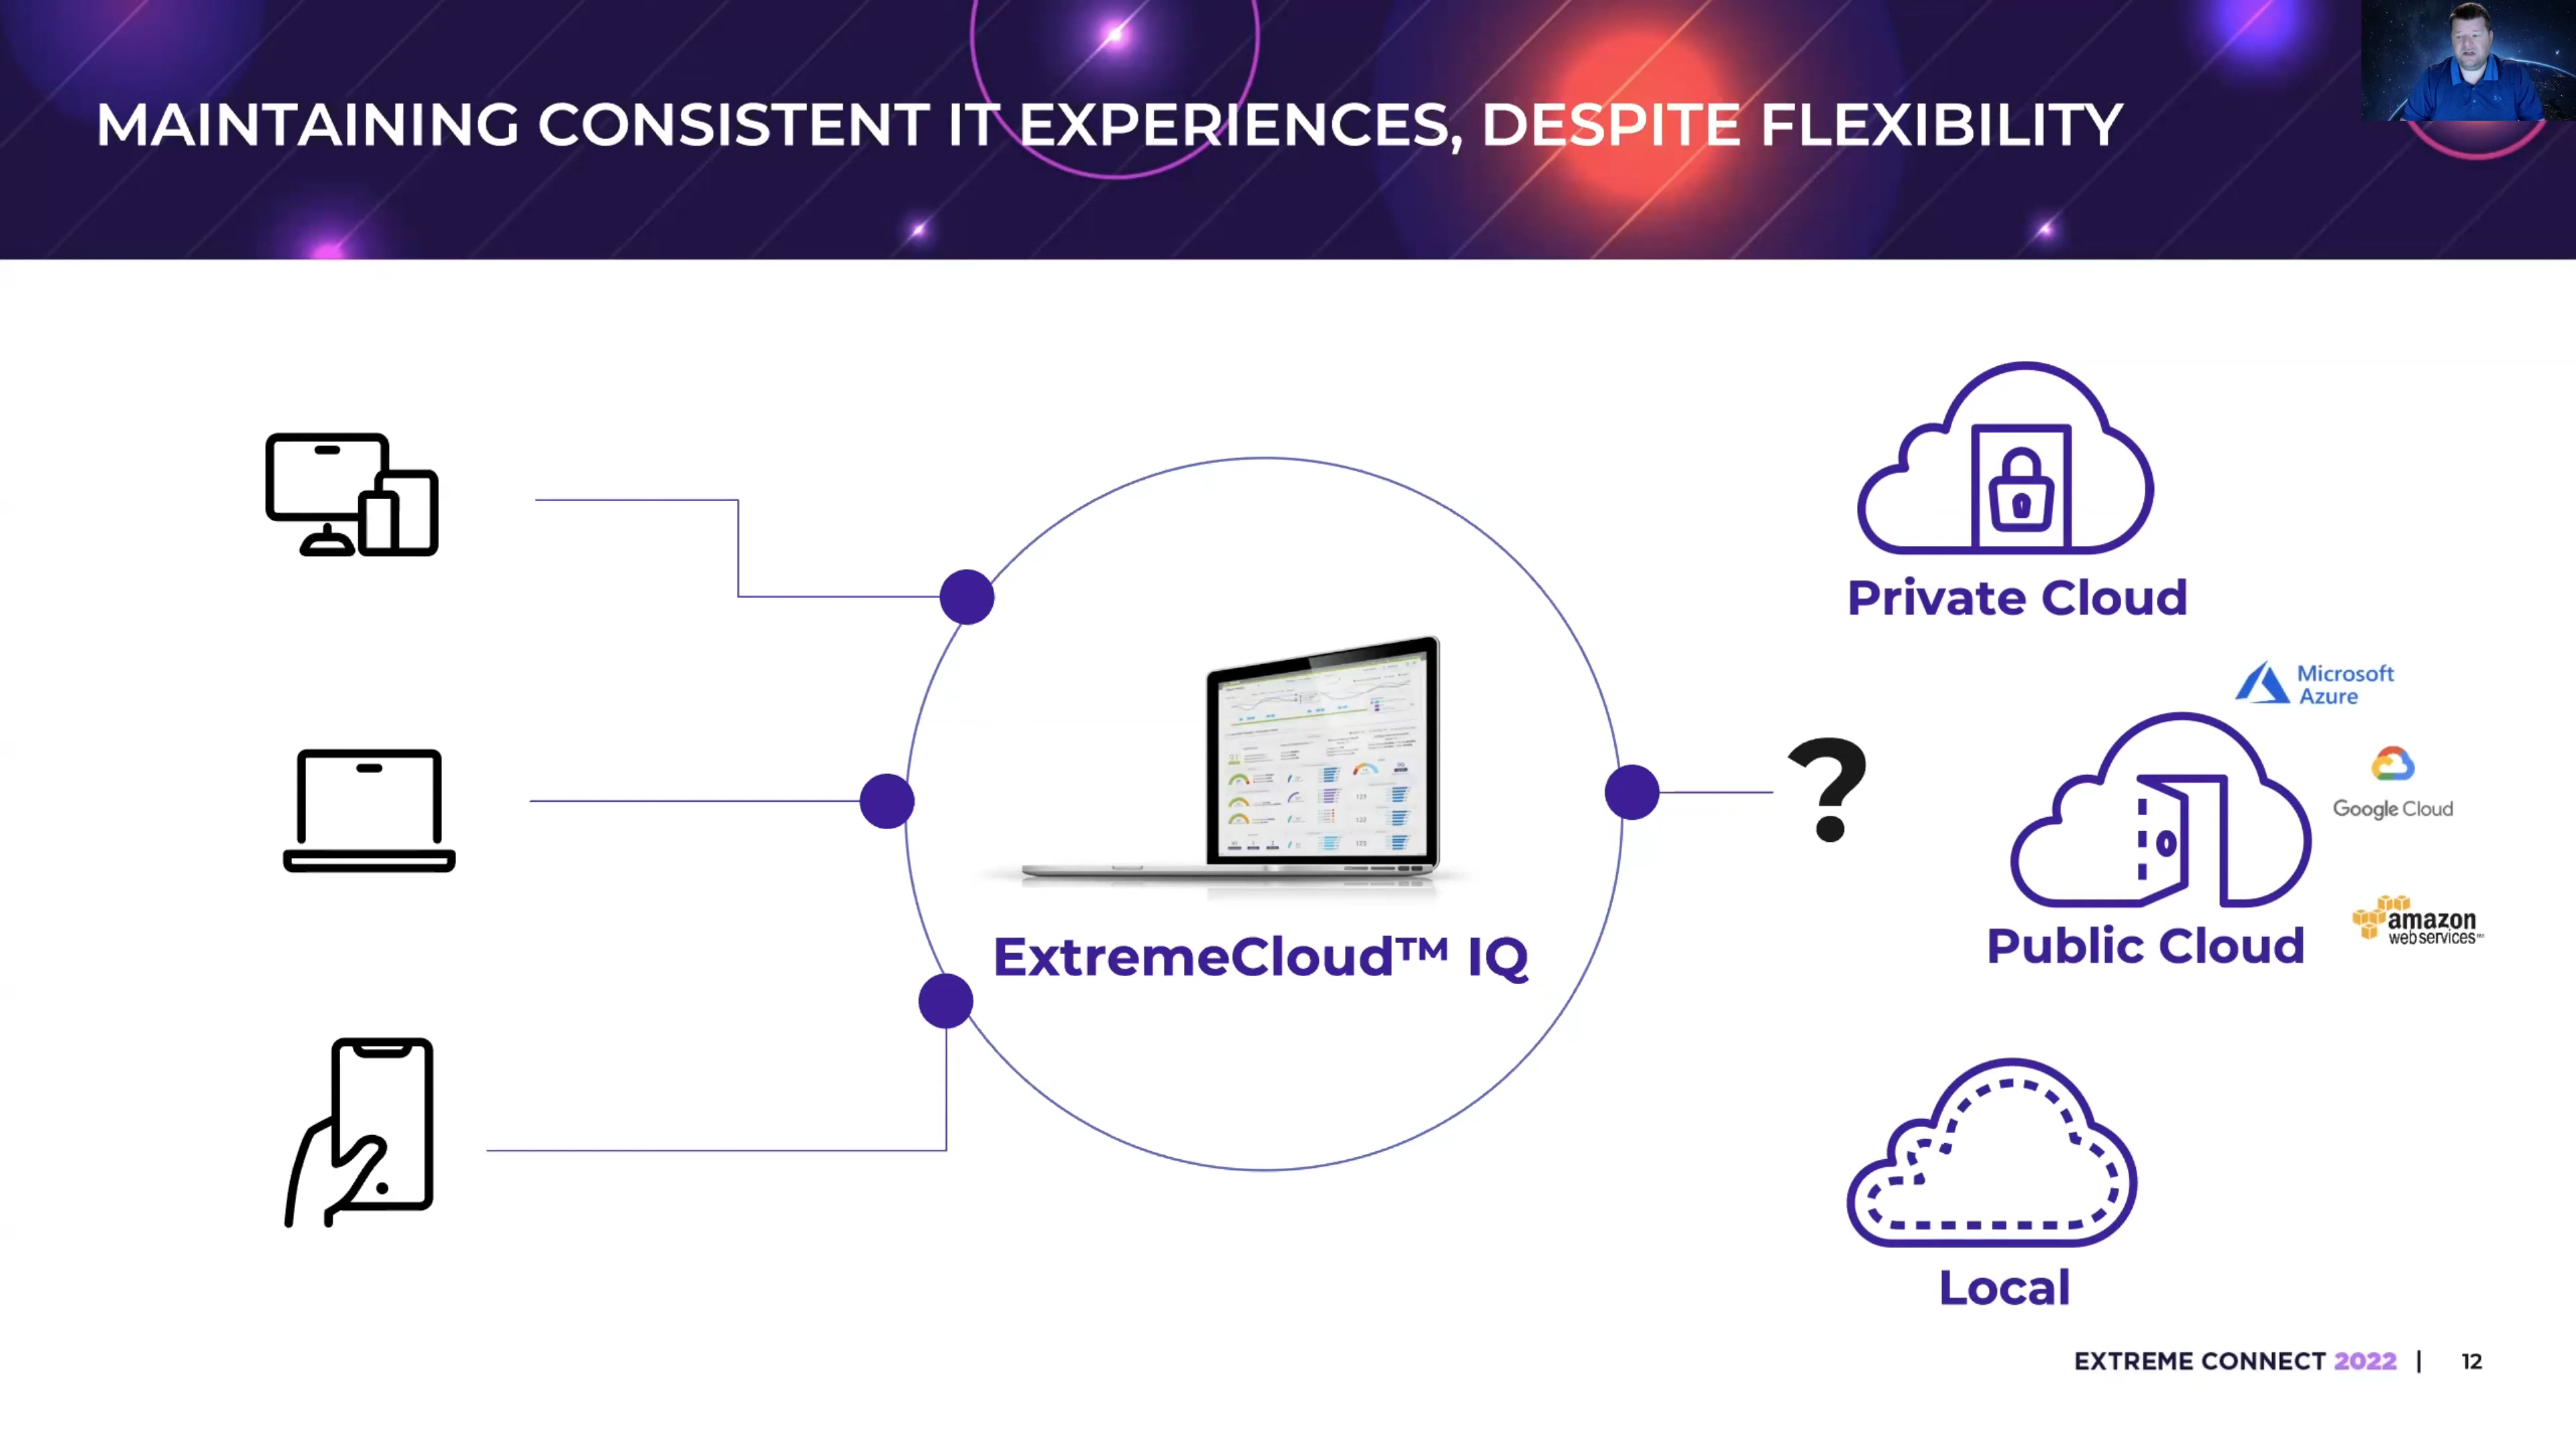 MAINTAINING CONSISTENT IT EXPERIENCES, DESPITE FLEXIBILITY
Private Cloud
Microsoft
Azure
?
Google Cloud
amazon
webservices
Public Cloud
ExtremeCloud™ IQ
Local
EXTREME CONNECT 2022 | 12